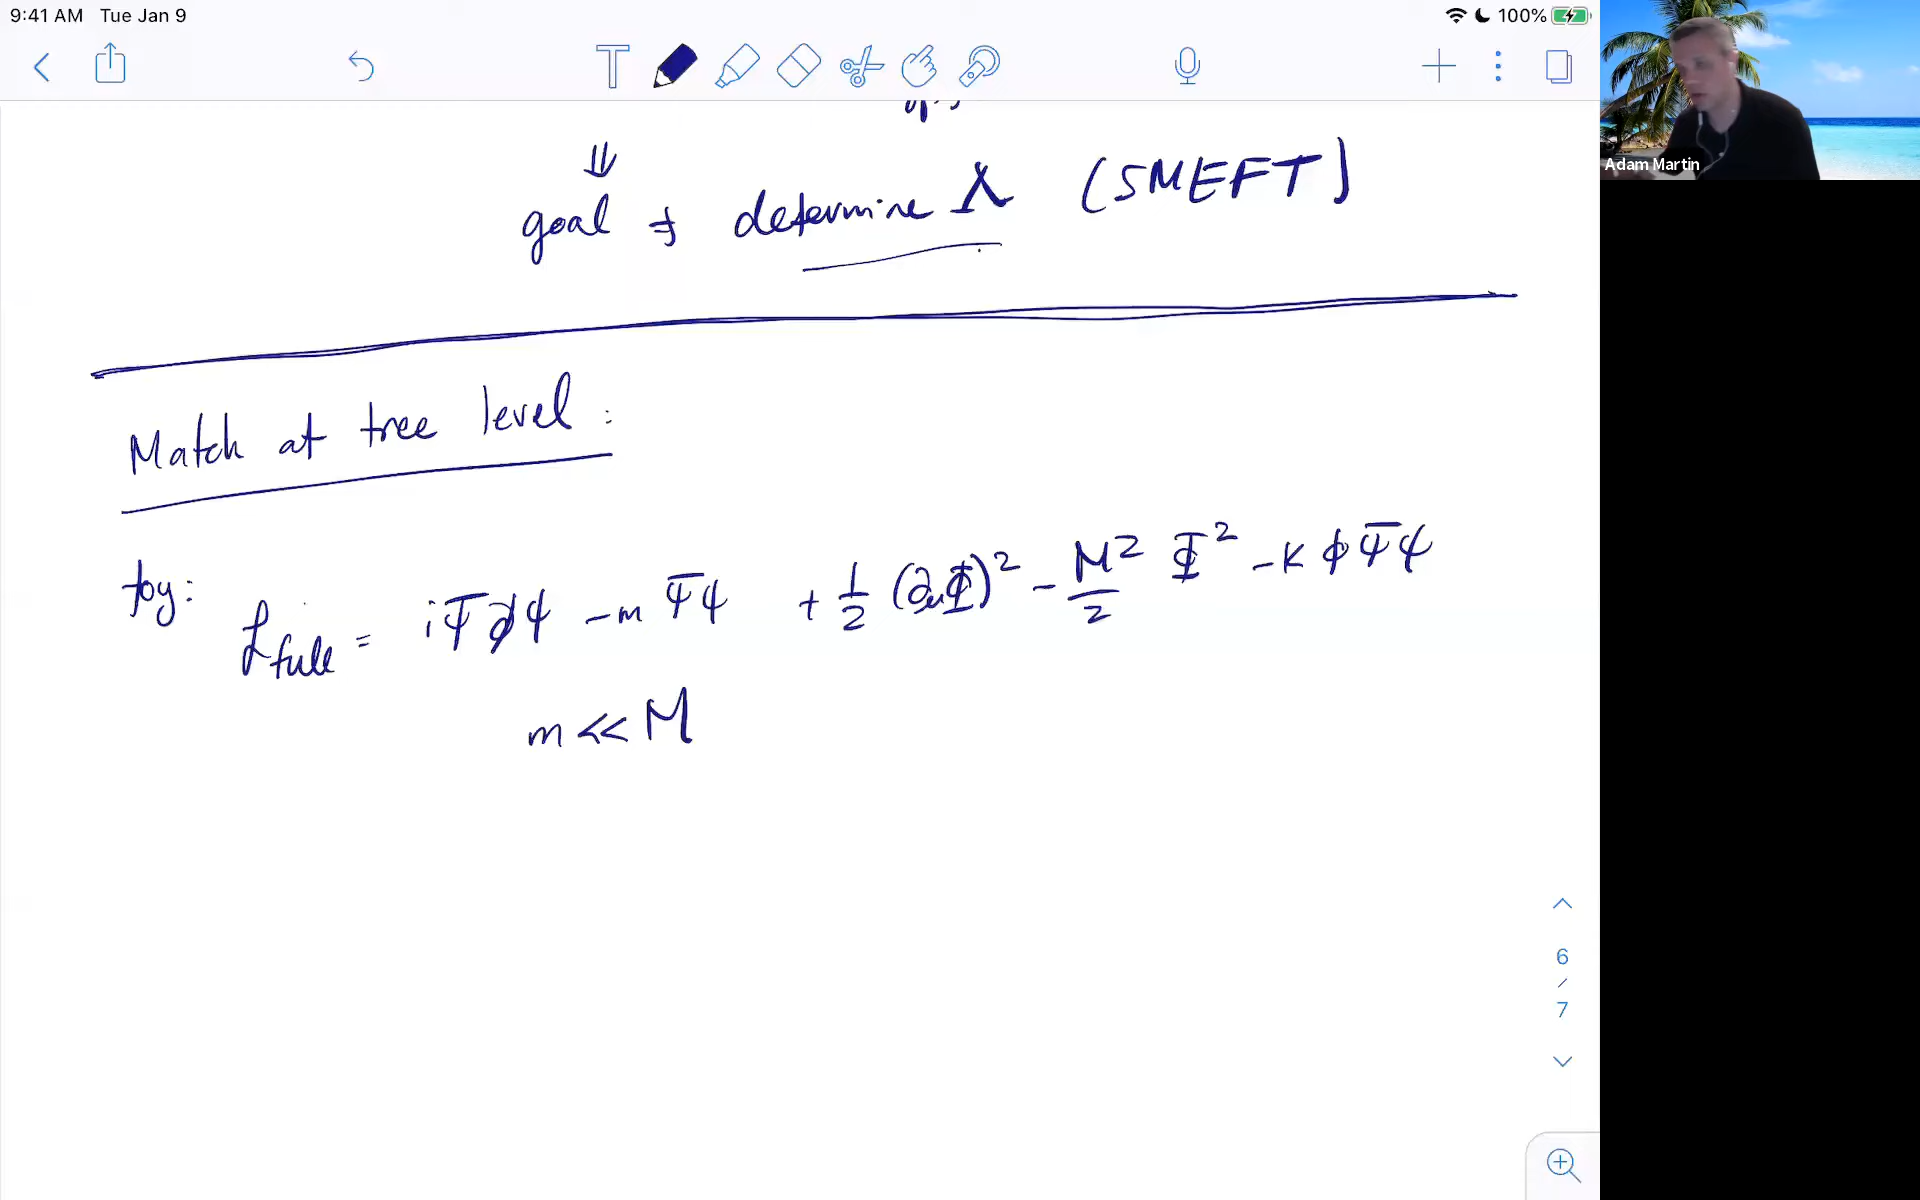 9:41 AM Tue Jan 9
100%
Adam Martin
⇓
goal → determine Λ (SMEFT)
Match at tree level :
toy:
ℒfull = iΨ̄∂̸Ψ - mΨ̄Ψ + 1/2 (∂μΦ)² - M²/2 Φ² - κ ϕ Ψ̄Ψ
m << M
6
/
7